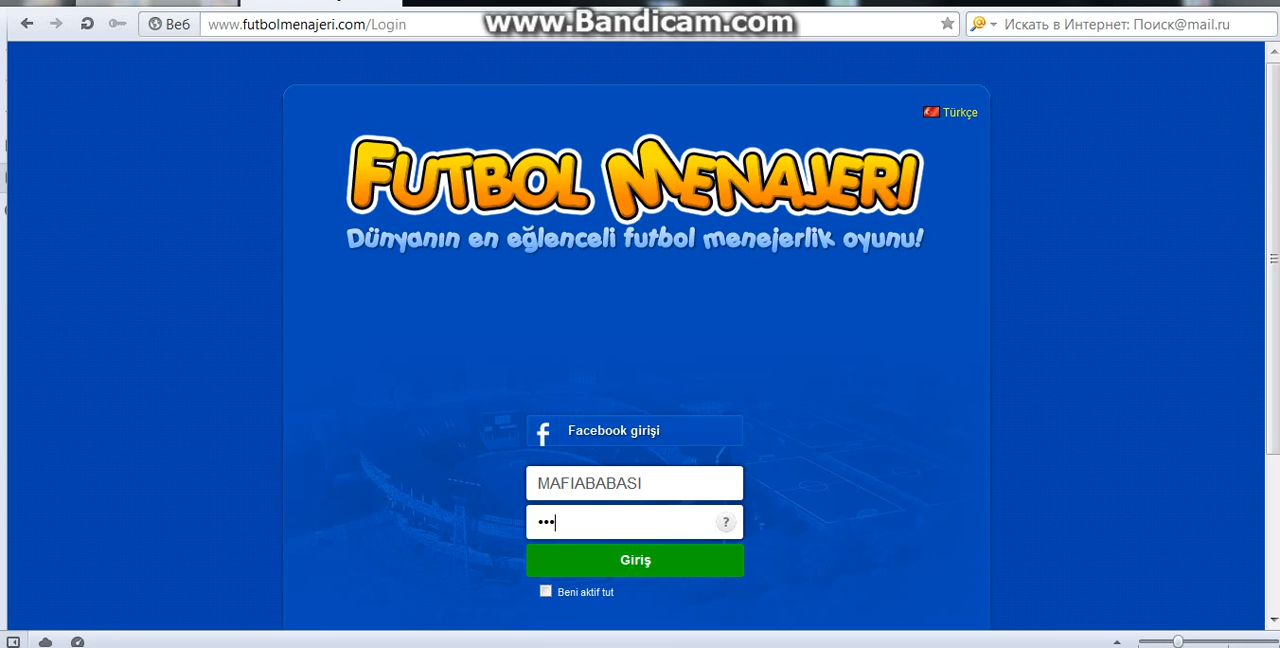 Веб
www.futbolmenajeri.com/Login
www.Bandicam.com
Искать в Интернет: Поиск@mail.ru
Türkçe
FUTBOL MENAJERI
Dünyanın en eğlenceli futbol menejerlik oyunu!
f
Facebook girişi
MAFIABABASI
•••
?
Giriş
Beni aktif tut